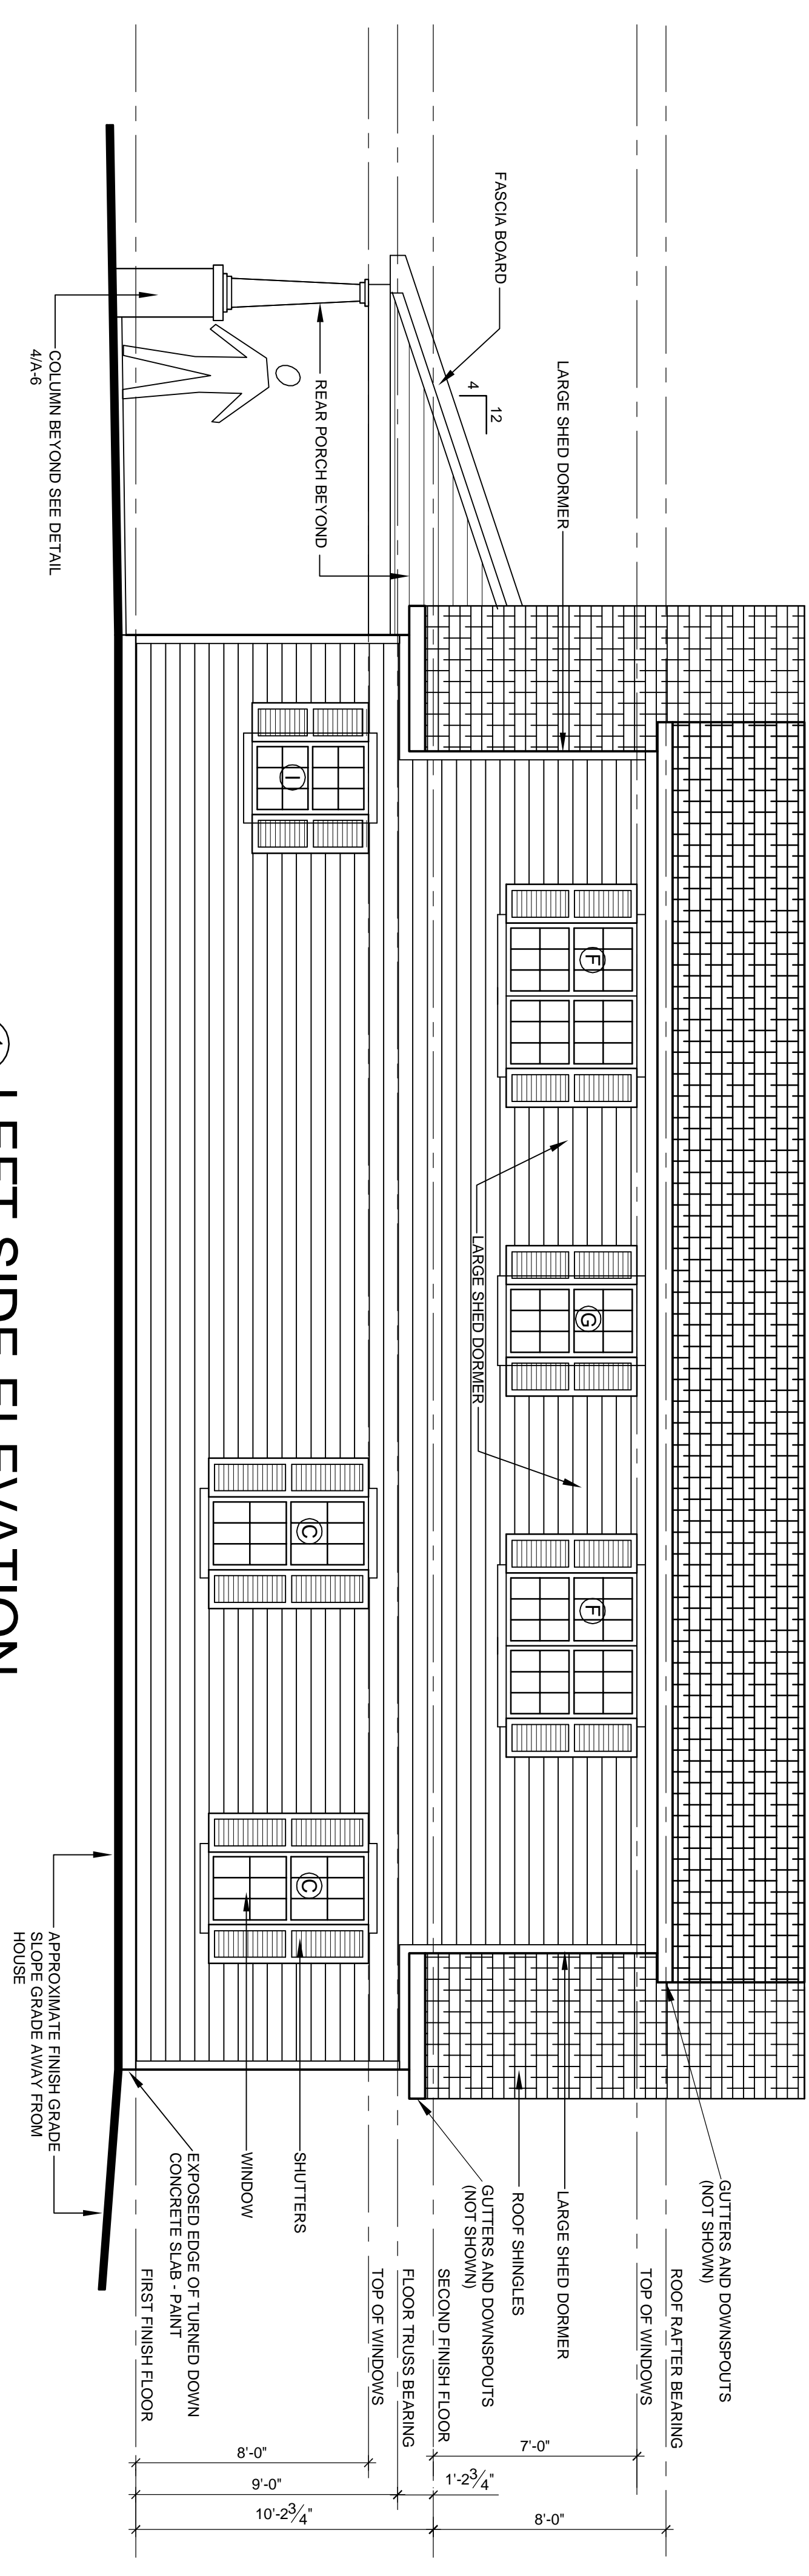 GUTTERS AND DOWNSPOUTS
(NOT SHOWN)
ROOF RAFTER BEARING
TOP OF WINDOWS
LARGE SHED DORMER
ROOF SHINGLES
GUTTERS AND DOWNSPOUTS
(NOT SHOWN)
SECOND FINISH FLOOR
FLOOR TRUSS BEARING
TOP OF WINDOWS
SHUTTERS
WINDOW
EXPOSED EDGE OF TURNED DOWN
CONCRETE SLAB - PAINT
FIRST FINISH FLOOR
8'-0"
7'-0"
1'-2 3/4"
10'-2 3/4"
9'-0"
8'-0"
LARGE SHED DORMER
FASCIA BOARD
12
4
REAR PORCH BEYOND
COLUMN BEYOND SEE DETAIL
4/A-6
F
G
F
LARGE SHED DORMER
I
C
C
APPROXIMATE FINISH GRADE
SLOPE GRADE AWAY FROM
HOUSE
LEFT SIDE ELEVATION